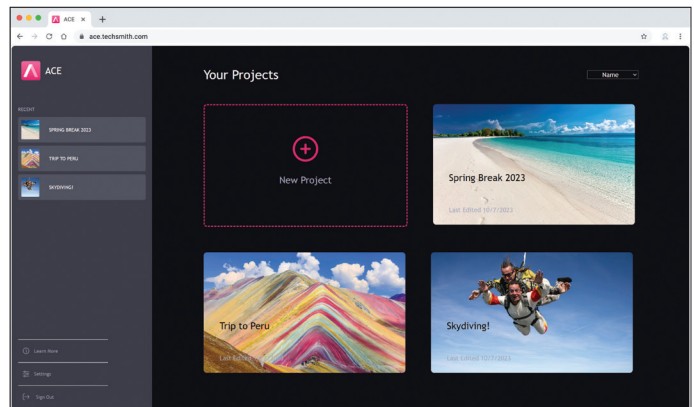 ACE
ace.techsmith.com
ACE
RECENT
SPRING BREAK 2023
TRIP TO PERU
SKYDIVING!
Learn More
Settings
Sign Out
Your Projects
Name
New Project
Spring Break 2023
Last Edited 10/7/2023
Trip to Peru
Last Edited
Skydiving!
Last Edited 10/7/2023